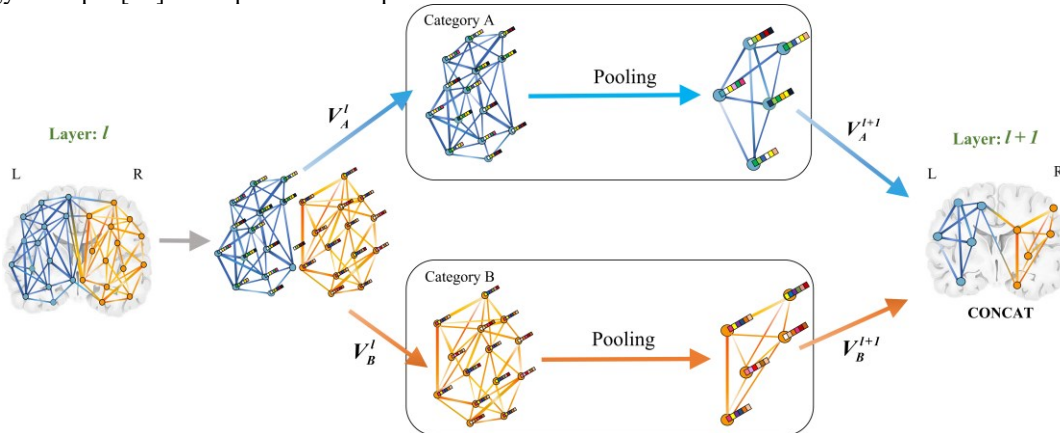 Category A
Pooling
V_A^l
V_A^{l+1}
Layer: l
Layer: l+1
L
R
L
R
Category B
CONCAT
Pooling
V_B^l
V_B^{l+1}